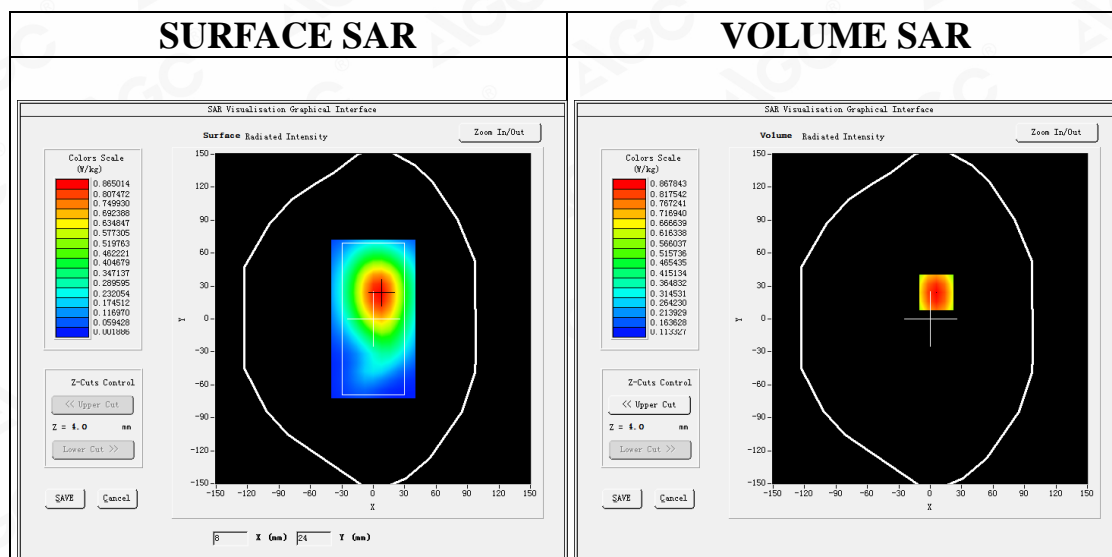 SURFACE SAR
VOLUME SAR
SAR Visualisation Graphical Interface
Surface Radiated Intensity
Zoom In/Out
Colors Scale
(W/kg)
0.865014
0.807472
0.749930
0.692388
0.634847
0.577305
0.519763
0.462221
0.404679
0.347137
0.289595
0.232054
0.174512
0.116970
0.059428
0.001886
Z-Cuts Control
<< Upper Cut
Z = 4.0 mm
Lower Cut >>
SAVE Cancel
150
120
90
60
30
0
-30
-60
-90
-120
-150
Y
-150 -120 -90 -60 -30 0 30 60 90 120 150
X
8 X (mm) 24 Y (mm)
SAR Visualisation Graphical Interface
Volume Radiated Intensity
Zoom In/Out
Colors Scale
(W/kg)
0.867843
0.817542
0.767241
0.716940
0.666639
0.616338
0.566037
0.515736
0.465435
0.415134
0.364832
0.314531
0.264230
0.213929
0.163628
0.113327
Z-Cuts Control
<< Upper Cut
Z = 4.0 mm
Lower Cut >>
SAVE Cancel
150
120
90
60
30
0
-30
-60
-90
-120
-150
Y
-150 -120 -90 -60 -30 0 30 60 90 120 150
X